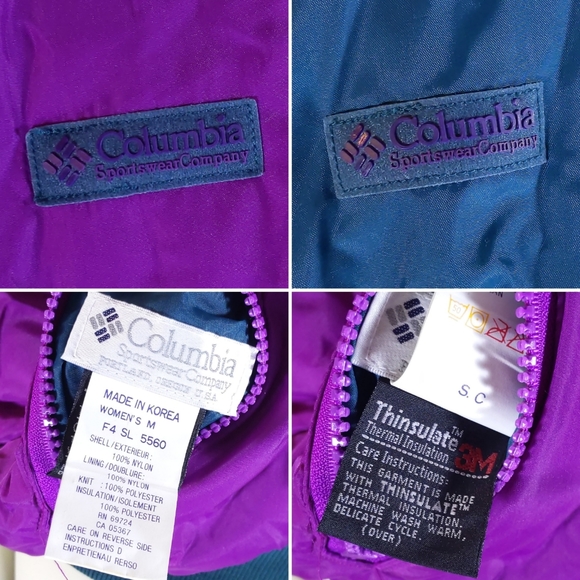 Columbia
Sportswear Company
Columbia
Sportswear Company
Columbia
Sportswear Company
PORTLAND, OREGON U.S.A.
MADE IN KOREA
WOMEN'S M
F4 SL 5560
SHELL/EXTERIEUR:
100% NYLON
LINING/DOUBLURE:
100% NYLON
KNIT : 100% POLYESTER
INSULATION/ISOLEMENT
100% POLYESTER
RN 69724
CA 05367
CARE ON REVERSE SIDE
INSTRUCTIONS D
ENPRETIENAU RERSO
S. C
Thinsulate
Thermal Insulation
3M
Care Instructions:
THIS GARMENT IS MADE
WITH THINSULATE
THERMAL INSULATION.
MACHINE WASH WARM,
DELICATE CYCLE.
(OVER)